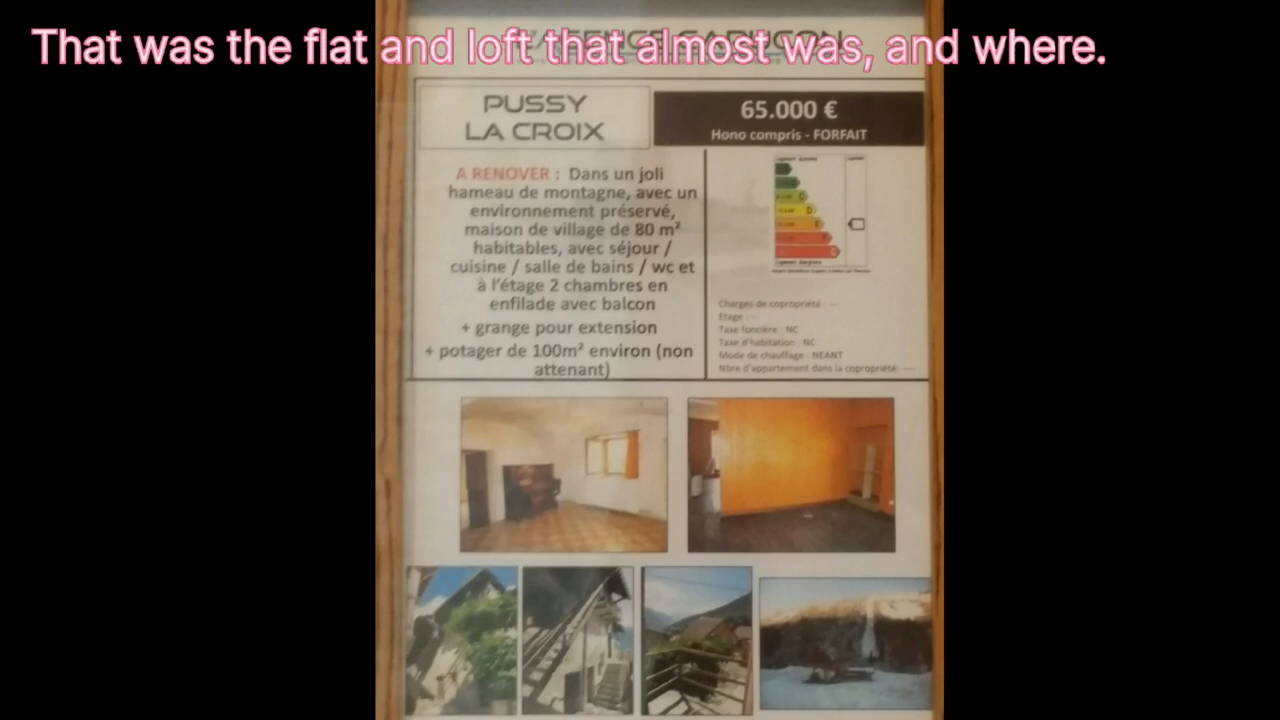 That was the flat and loft that almost was, and where.
PUSSY
LA CROIX
65.000 €
Hono compris - FORFAIT
A RENOVER : Dans un joli
hameau de montagne, avec un
environnement préservé,
maison de village de 80 m²
habitables, avec séjour /
cuisine / salle de bains / wc et
à l'étage 2 chambres en
enfilade avec balcon
+ grange pour extension
+ potager de 100m² environ (non
attenant)
Charges de copropriété : ---
Etage : --
Taxe foncière : NC
Taxe d'habitation : NC
Mode de chauffage : NEANT
Nbre d'appartement dans la copropriété: ---